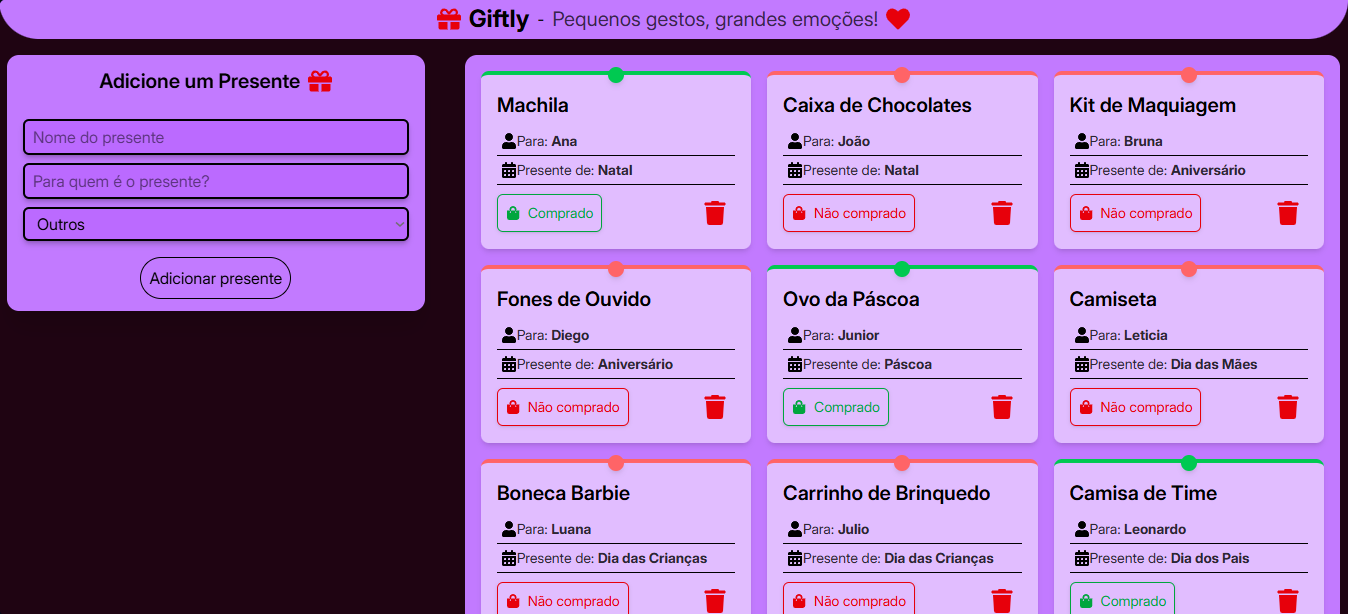 Giftly - Pequenos gestos, grandes emoções!
Adicione um Presente
Nome do presente
Para quem é o presente?
Outros
Adicionar presente
Machila
Para: Ana
Presente de: Natal
Comprado
Caixa de Chocolates
Para: João
Presente de: Natal
Não comprado
Kit de Maquiagem
Para: Bruna
Presente de: Aniversário
Não comprado
Fones de Ouvido
Para: Diego
Presente de: Aniversário
Não comprado
Ovo da Páscoa
Para: Junior
Presente de: Páscoa
Comprado
Camiseta
Para: Leticia
Presente de: Dia das Mães
Não comprado
Boneca Barbie
Para: Luana
Presente de: Dia das Crianças
Não comprado
Carrinho de Brinquedo
Para: Julio
Presente de: Dia das Crianças
Não comprado
Camisa de Time
Para: Leonardo
Presente de: Dia dos Pais
Comprado